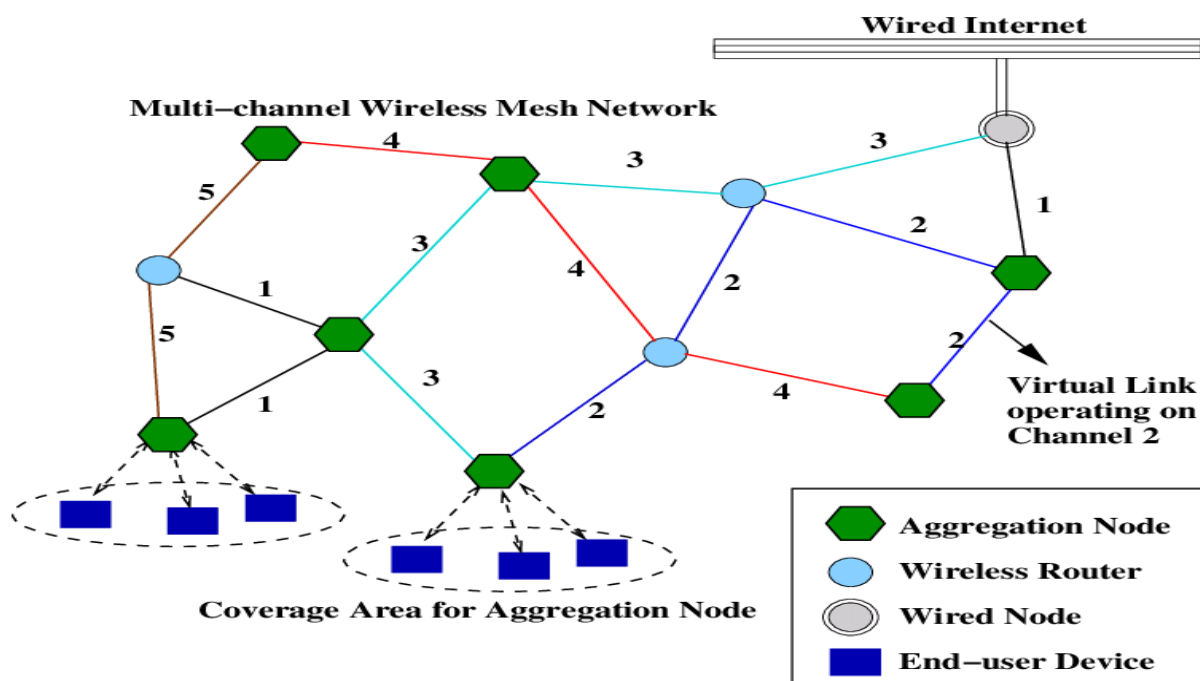 Wired Internet
Multi−channel Wireless Mesh Network
4
3
3
5
1
2
3
4
1
2
5
2
3
4
1
2
Virtual Link
operating on
Channel 2
Aggregation Node
Wireless Router
Coverage Area for Aggregation Node
Wired Node
End−user Device